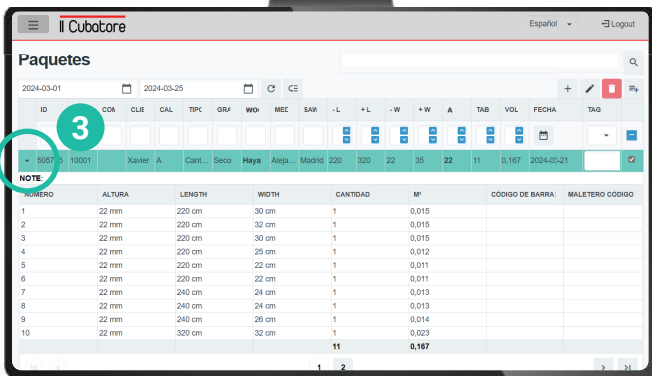 Il Cubatore
Español
Logout
Paquetes
2024-03-01 2024-03-25
ID COM CLIE CAL TIPC GRA WO MEC SAW - L + L - W + W A TAB VOL FECHA TAG
3
10001 Xavier A Cant... Seco Haya Aleja... Madrid 220 320 22 35 22 11 0,167 2024-03-21
NOTE:
NUMERO ALTURA LENGTH WIDTH CANTIDAD M³ CÓDIGO DE BARRA MALETERO CÓDIGO
1 22 mm 220 cm 30 cm 1 0,015
2 22 mm 220 cm 32 cm 1 0,015
3 22 mm 220 cm 30 cm 1 0,015
4 22 mm 220 cm 25 cm 1 0,012
5 22 mm 220 cm 22 cm 1 0,011
6 22 mm 220 cm 22 cm 1 0,011
7 22 mm 240 cm 24 cm 1 0,013
8 22 mm 240 cm 24 cm 1 0,013
9 22 mm 240 cm 26 cm 1 0,014
10 22 mm 320 cm 32 cm 1 0,023
11 0,167
1 2